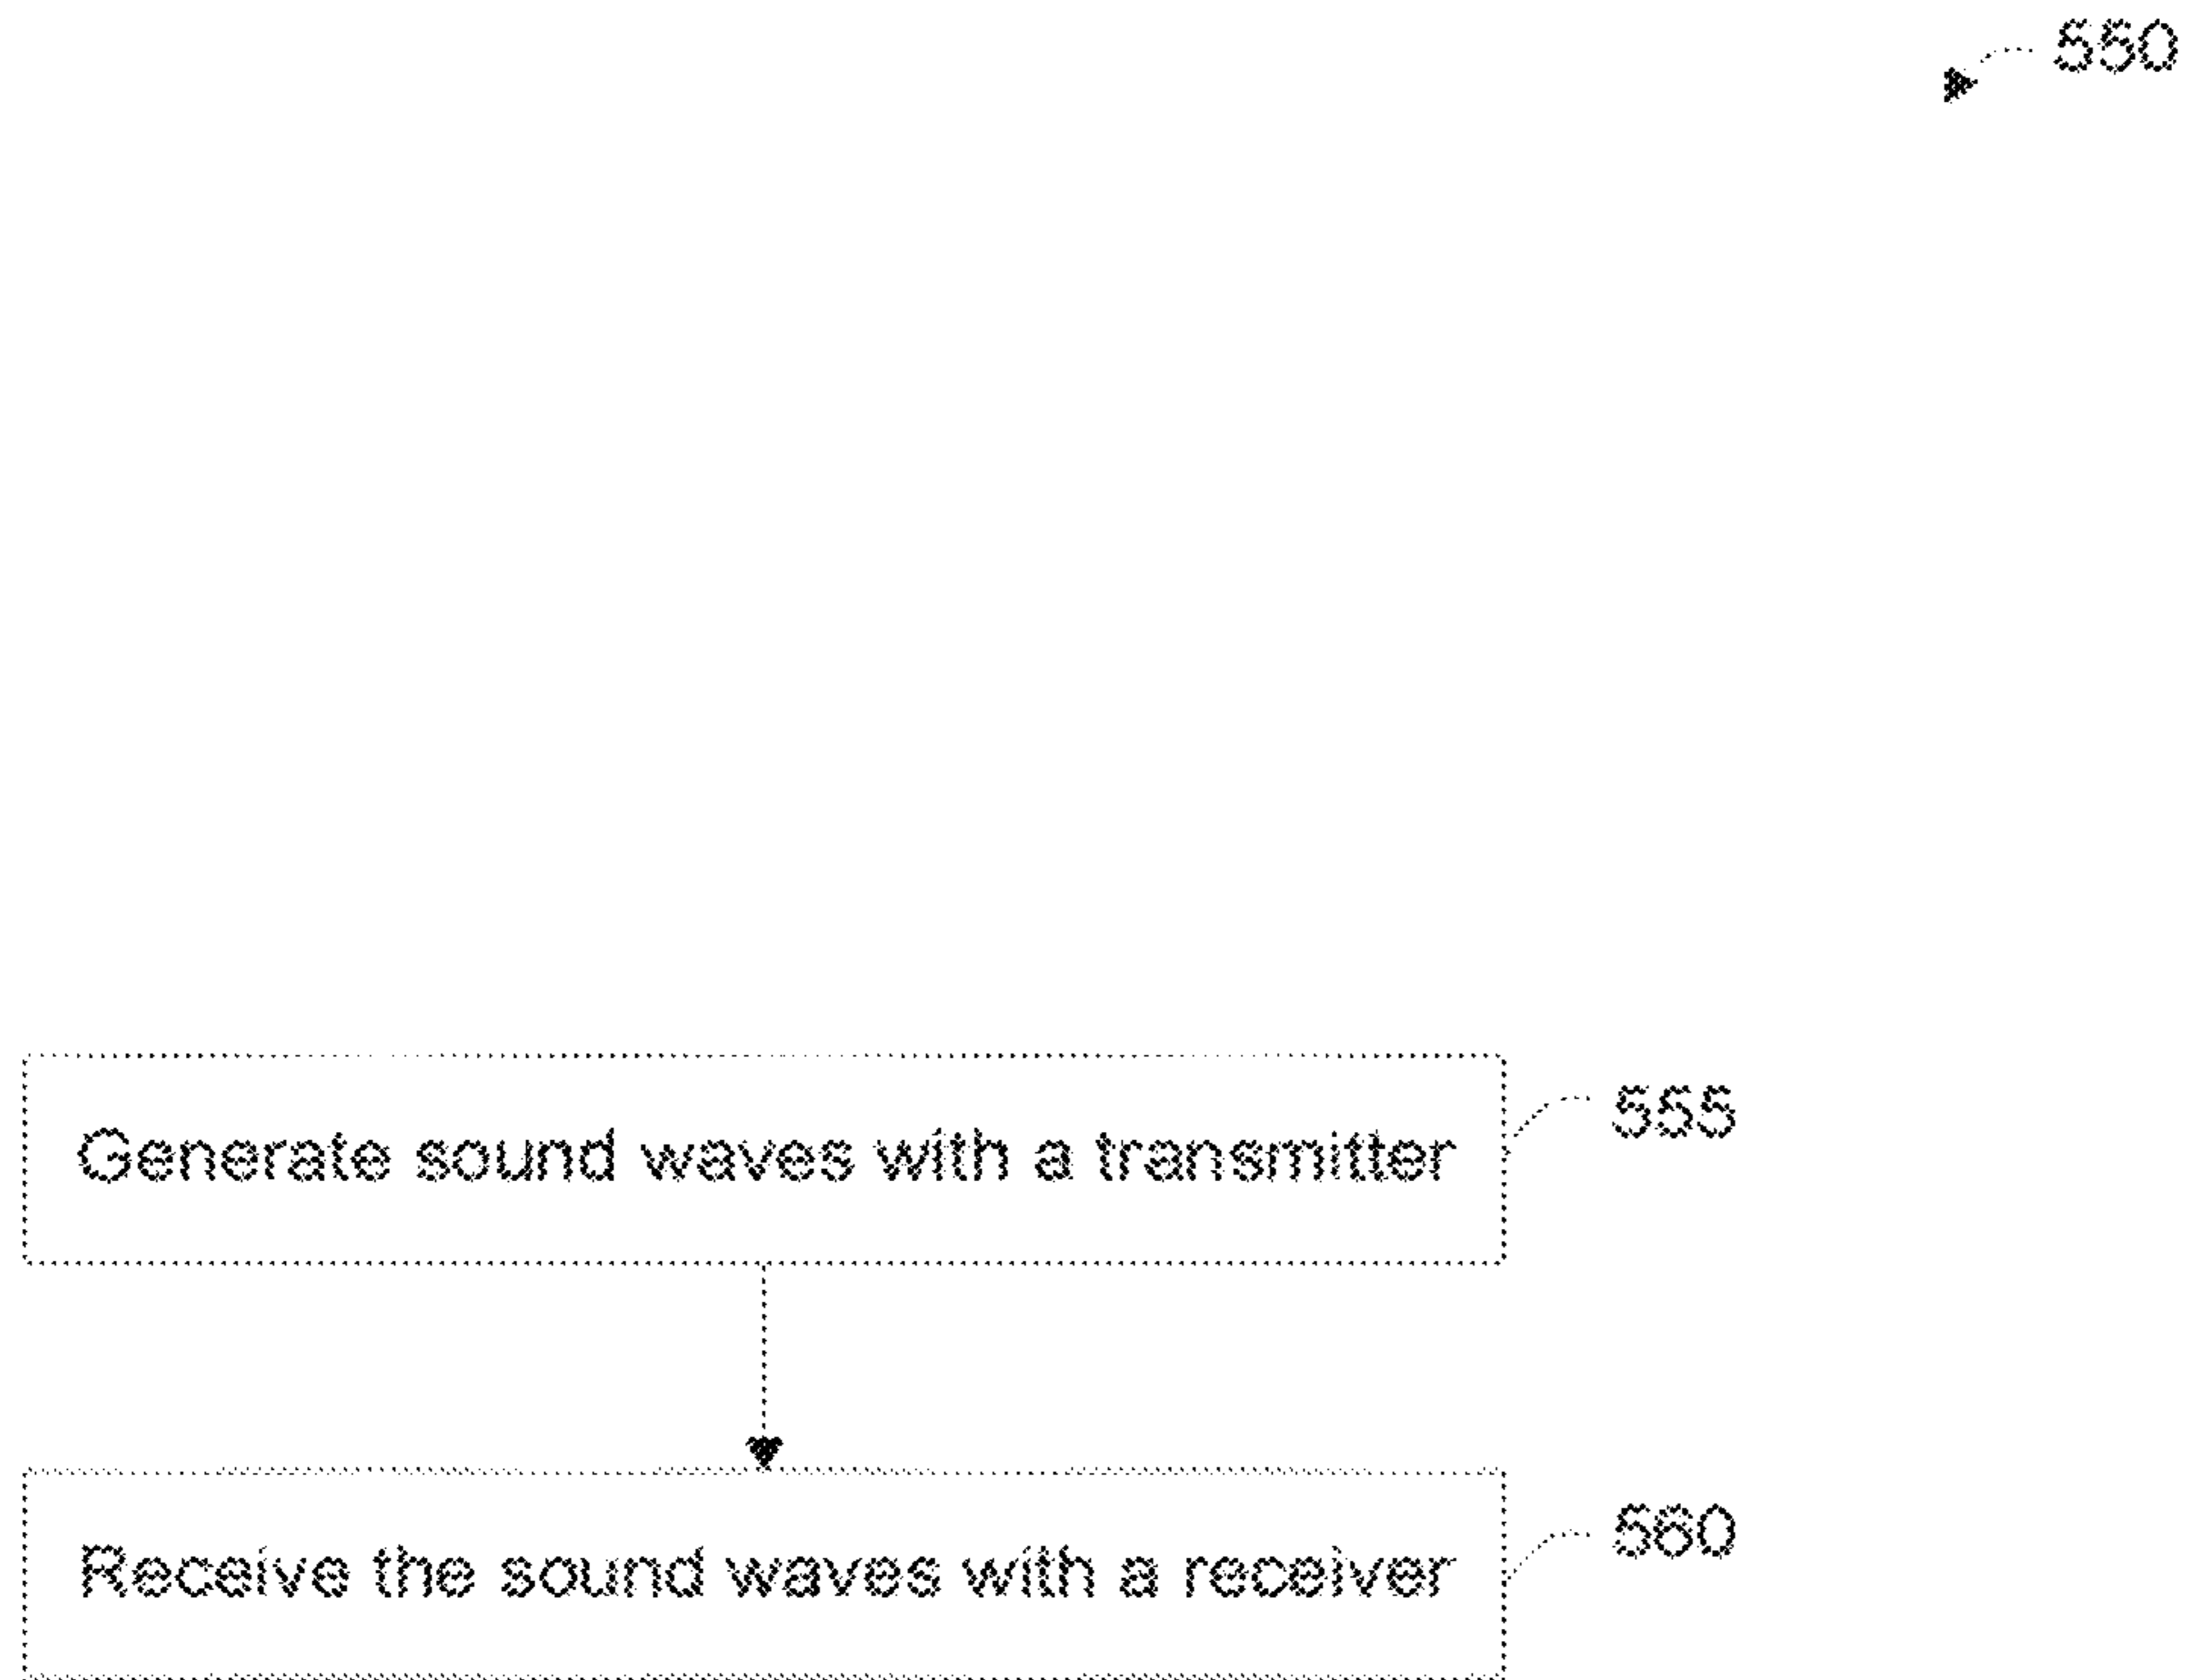 550
Generate sound waves with a transmitter
555
Receive the sound waves with a receiver
560